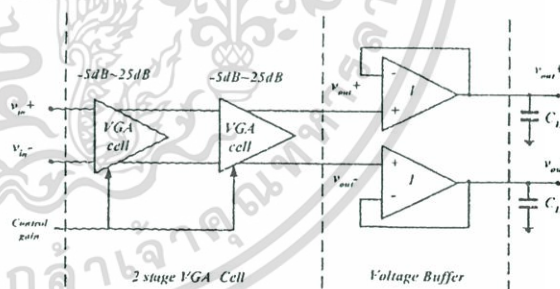 -5dB~25dB
-5dB~25dB
v_in+
v_in-
VGA
cell
VGA
cell
Control
gain
2 stage VGA Cell
v_out+
v_out-
-
+
1
+
-
1
Voltage Buffer
v_out+
C_L
C_L